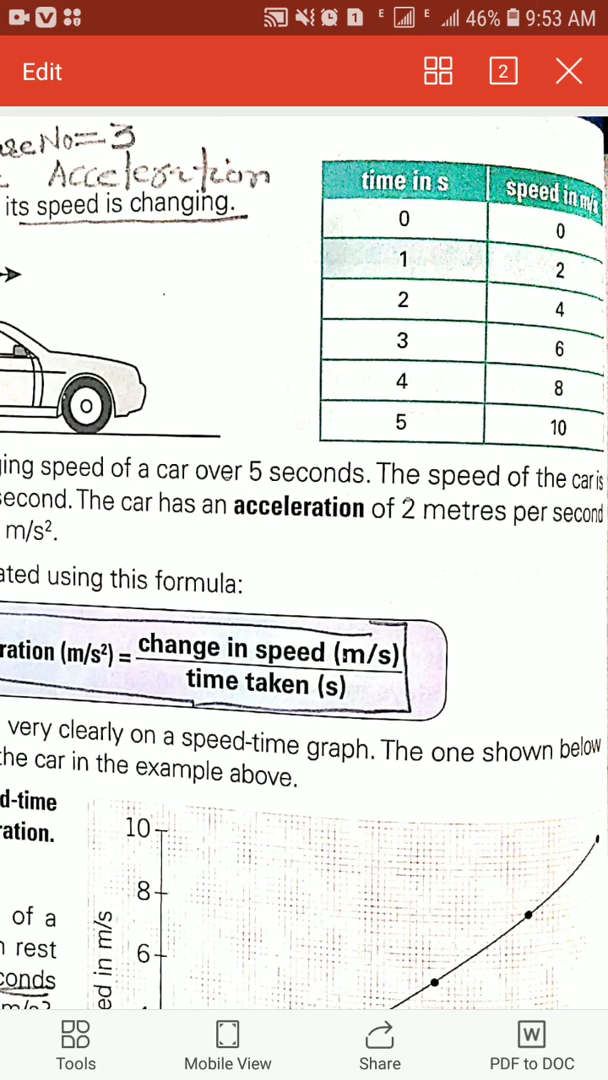 46% 9:53 AM
Edit
2
No=3
Acceleration
its speed is changing.
time in s speed in m/s
0 0
1 2
2 4
3 6
4 8
5 10
ing speed of a car over 5 seconds. The speed of the car is
second. The car has an acceleration of 2 metres per second
m/s².
ated using this formula:
ration (m/s²) = change in speed (m/s)
time taken (s)
very clearly on a speed-time graph. The one shown below
the car in the example above.
d-time
ration.
of a
n rest
conds
10
8
6
ed in m/s
Tools Mobile View Share PDF to DOC